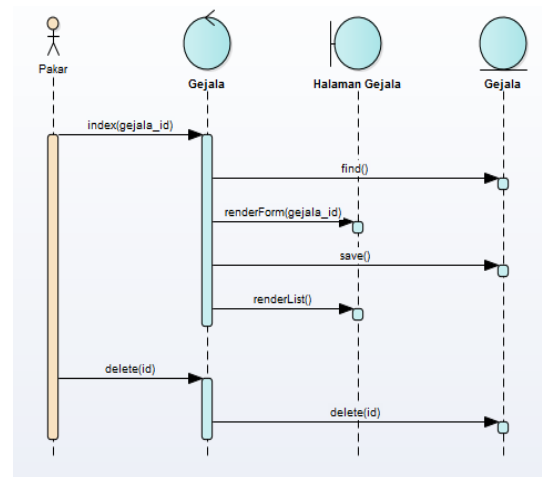 Pakar
Gejala
Halaman Gejala
Gejala
index(gejala_id)
find()
renderForm(gejala_id)
save()
renderList()
delete(id)
delete(id)